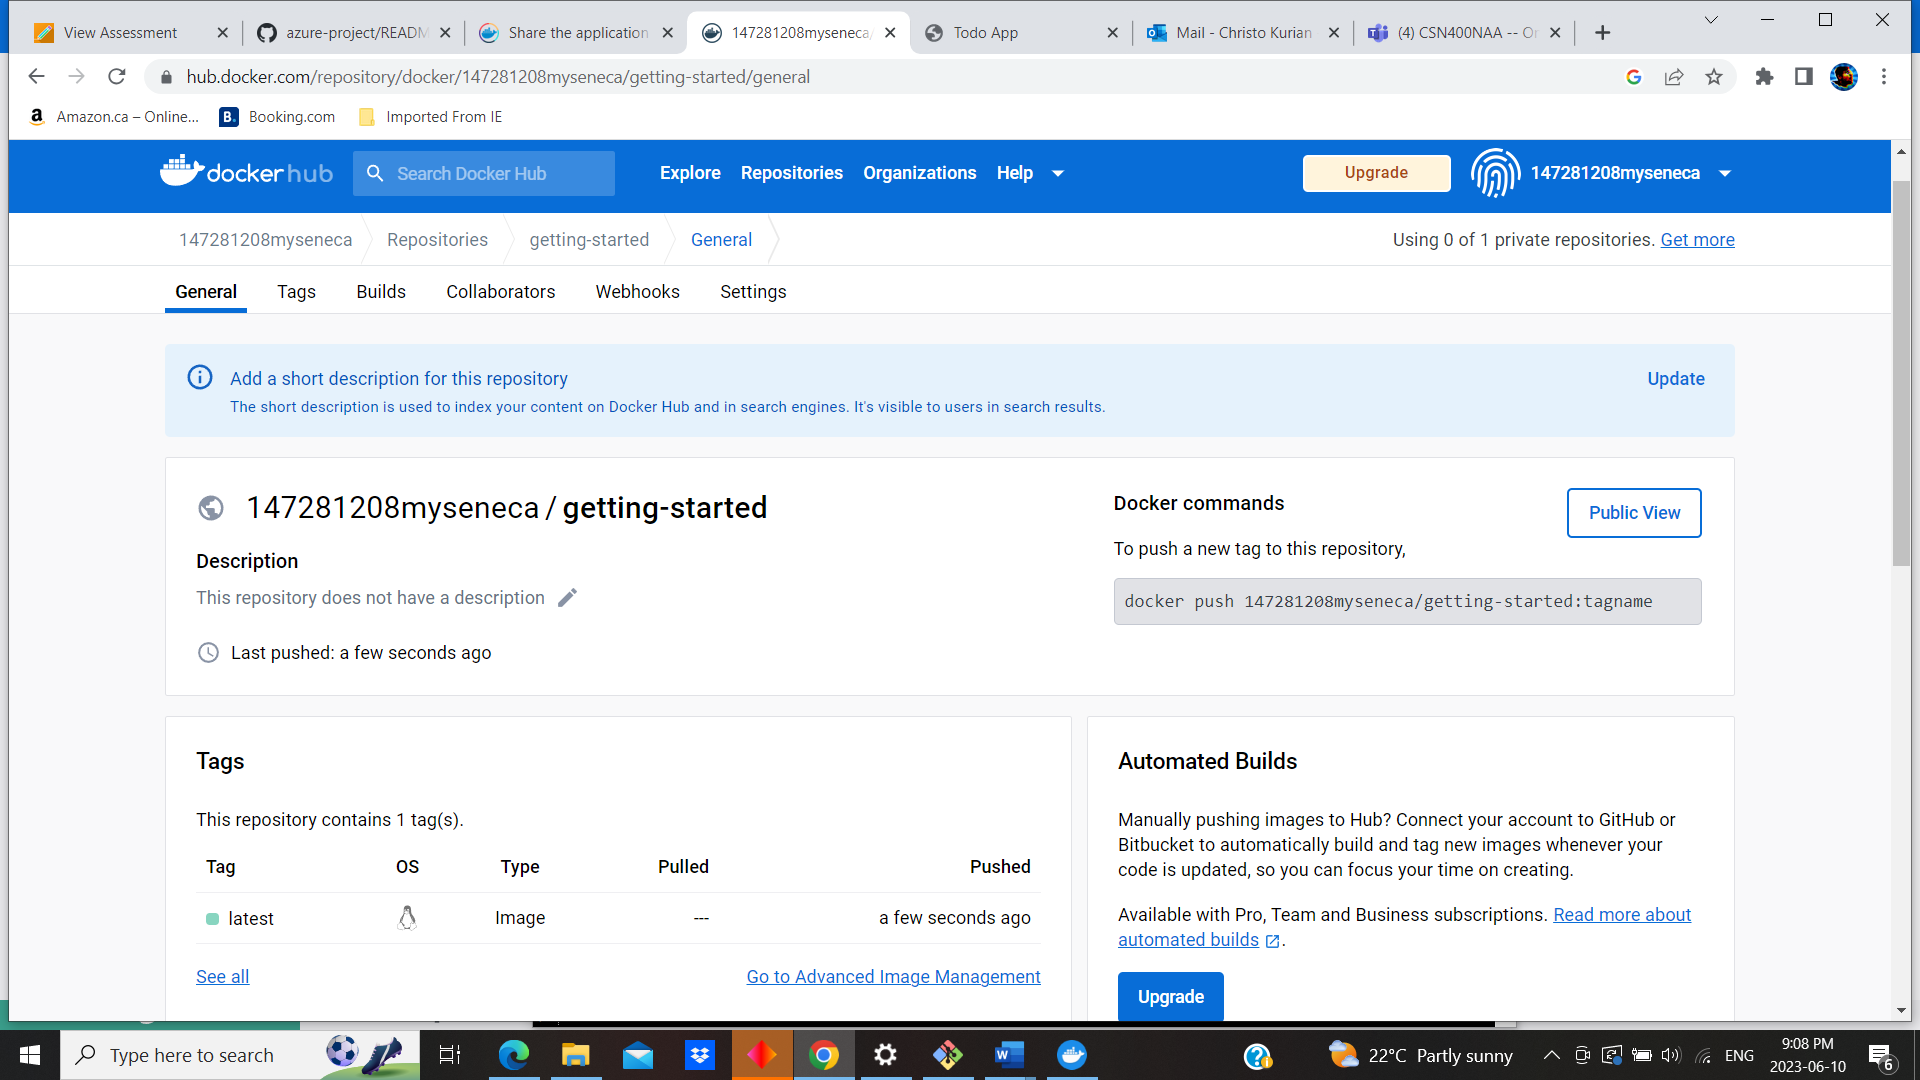 View Assessment
azure-project/READM
Share the application
147281208myseneca/
Todo App
Mail - Christo Kurian
(4) CSN400NAA -- Or
hub.docker.com/repository/docker/147281208myseneca/getting-started/general
Amazon.ca – Online...
Booking.com
Imported From IE
docker hub
Search Docker Hub
Explore
Repositories
Organizations
Help
Upgrade
147281208myseneca
147281208myseneca
Repositories
getting-started
General
Using 0 of 1 private repositories. Get more
General
Tags
Builds
Collaborators
Webhooks
Settings
Add a short description for this repository
Update
The short description is used to index your content on Docker Hub and in search engines. It's visible to users in search results.
147281208myseneca / getting-started
Description
This repository does not have a description
Last pushed: a few seconds ago
Docker commands
Public View
To push a new tag to this repository,
docker push 147281208myseneca/getting-started:tagname
Tags
This repository contains 1 tag(s).
Tag OS Type Pulled Pushed
latest Image --- a few seconds ago
See all
Go to Advanced Image Management
Automated Builds
Manually pushing images to Hub? Connect your account to GitHub or
Bitbucket to automatically build and tag new images whenever your
code is updated, so you can focus your time on creating.
Available with Pro, Team and Business subscriptions. Read more about
automated builds .
Upgrade
Type here to search
22°C Partly sunny
ENG
9:08 PM
2023-06-10
6